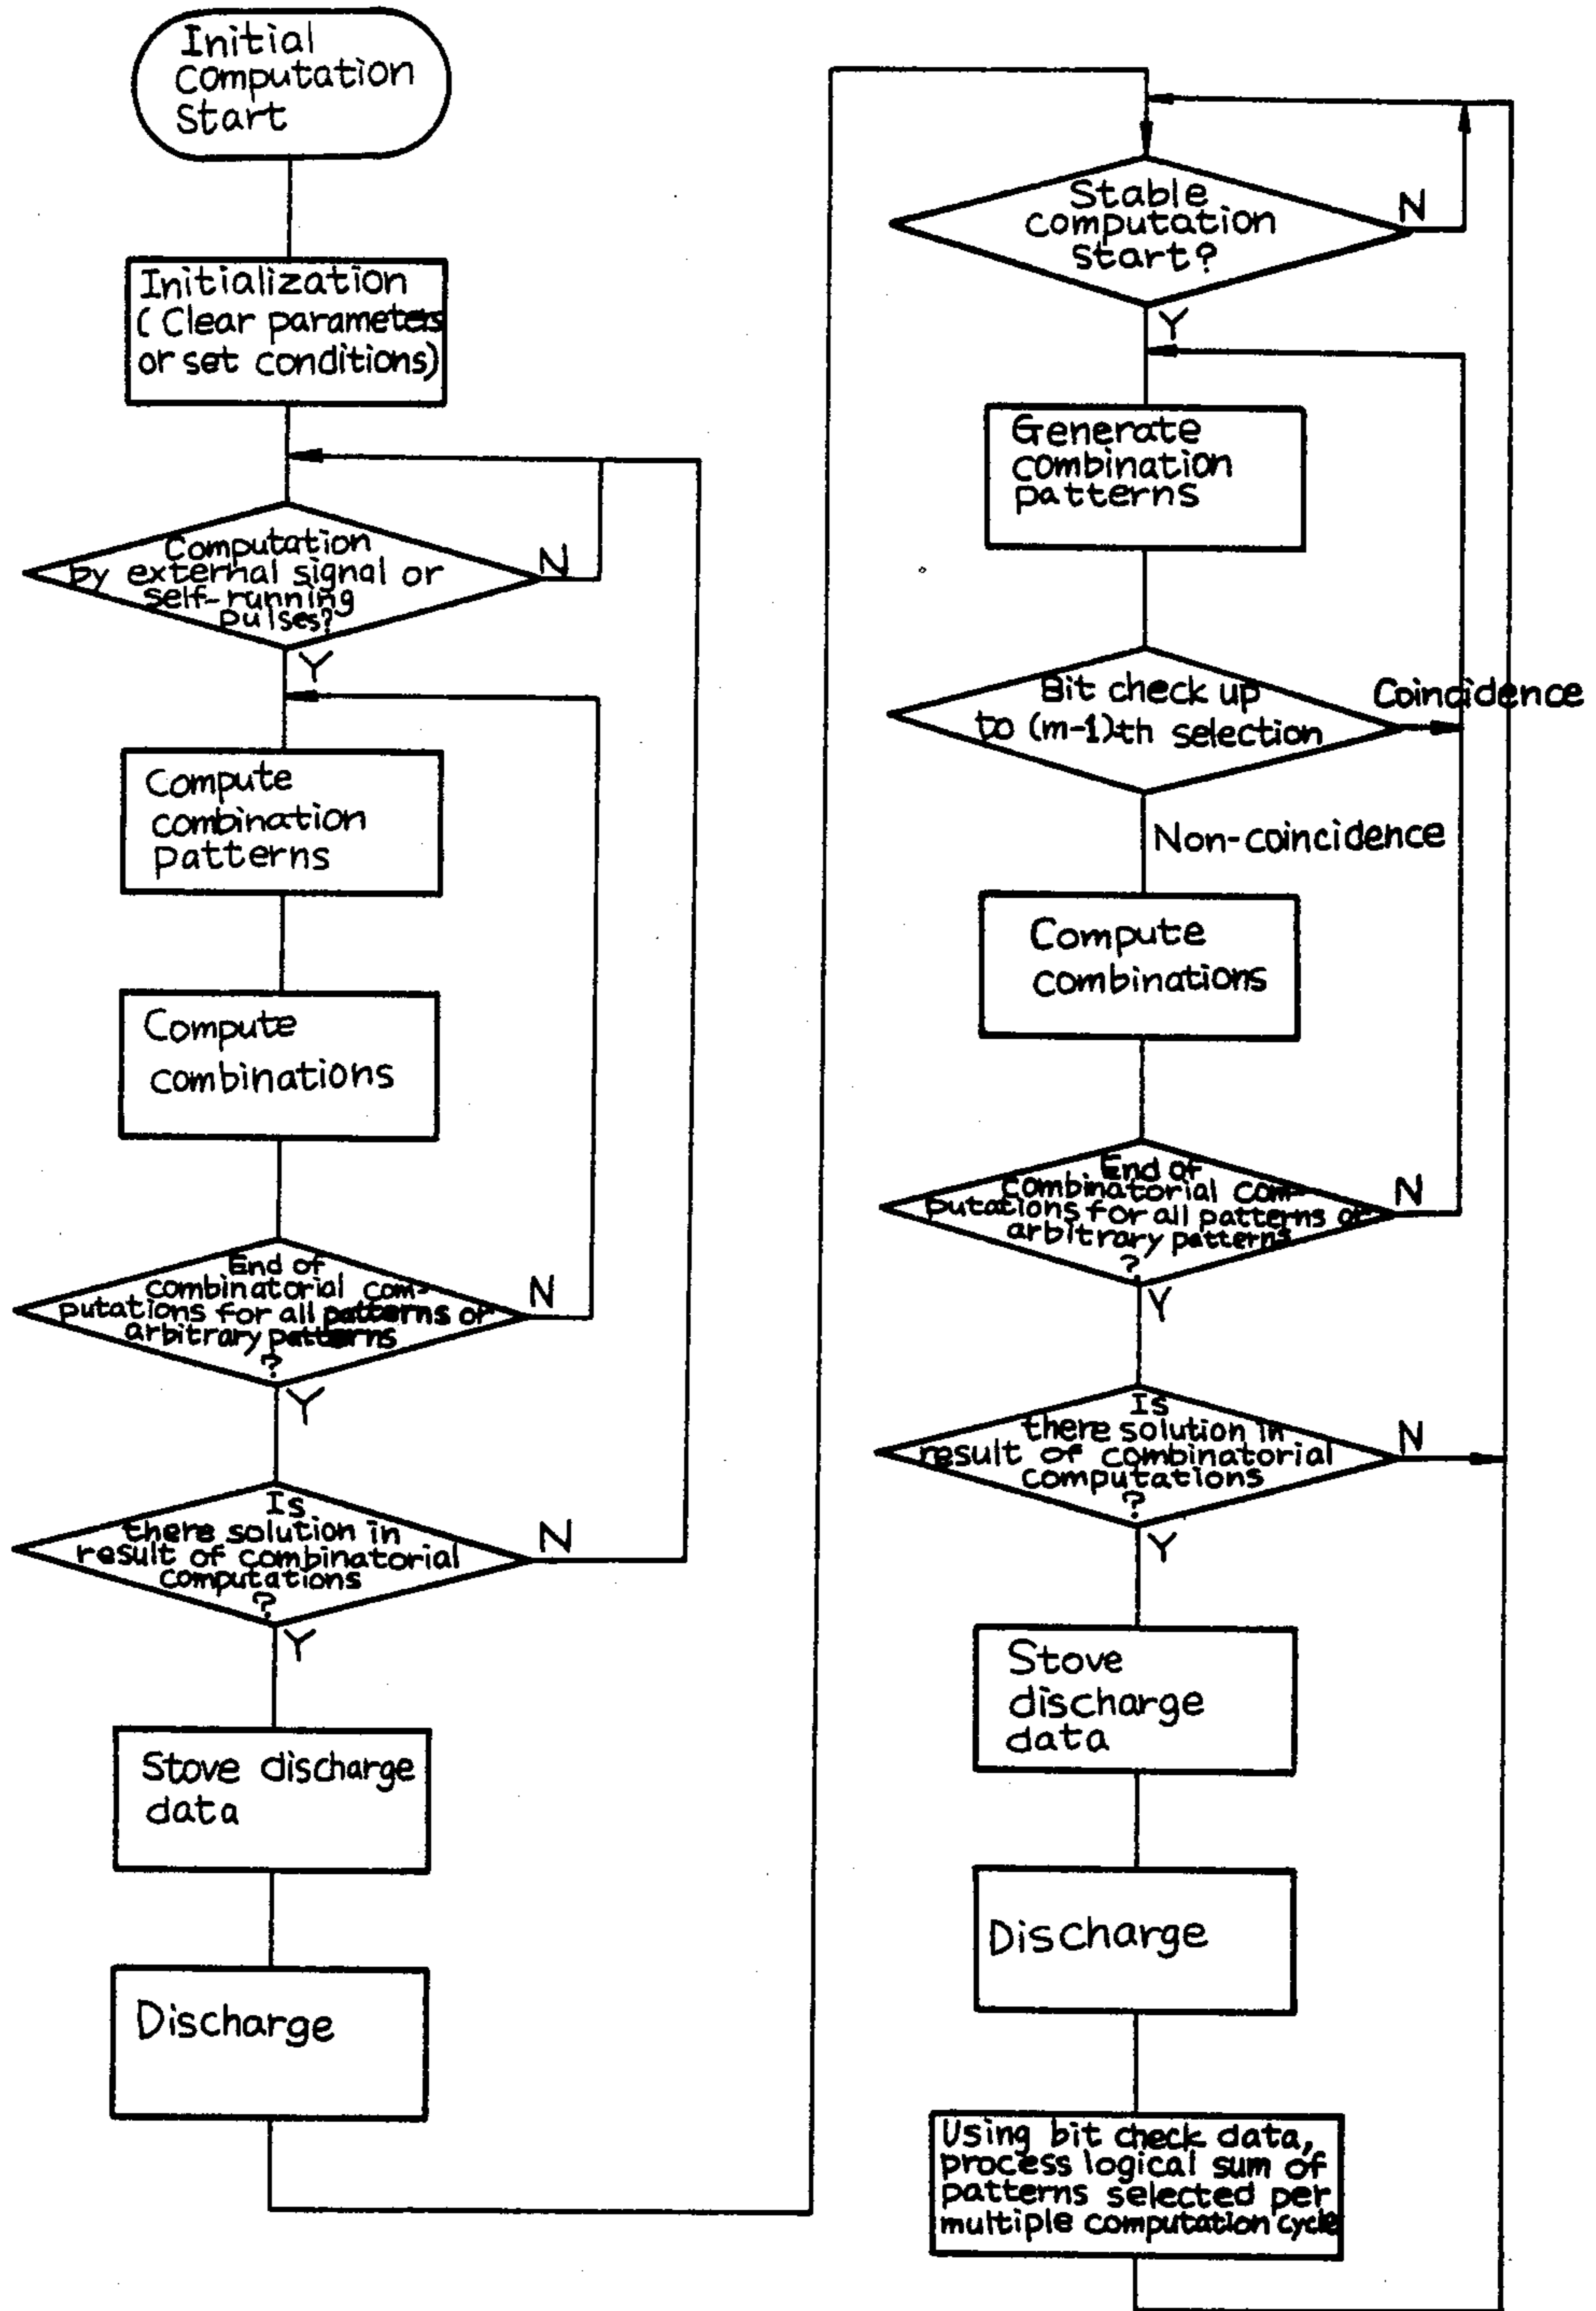 Initial
computation
Start
Initialization
( Clear parameters
or set conditions)
Computation
by external signal or
self-running
pulses?
N
Y
Compute
combination
patterns
Compute
combinations
End of
combinatorial com-
putations for all patterns or
arbitrary patterns
?
N
Y
Is
there solution in
result of combinatorial
computations
?
N
Y
Stove discharge
data
Discharge
Stable
computation
start?
N
Y
Generate
combination
patterns
Bit check up
to (m-1)-th selection
Coincidence
Non-coincidence
Compute
combinations
End of
combinatorial com-
putations for all patterns or
arbitrary patterns
?
N
Y
Is
there solution in
result of combinatorial
computations
?
N
Y
Stove
discharge
data
Discharge
Using bit check data,
process logical sum of
patterns selected per
multiple computation cycle